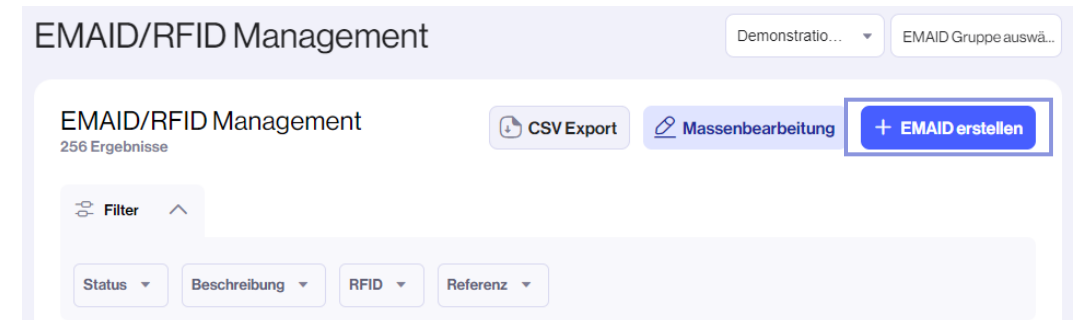 EMAID/RFID Management
Demonstratio...
EMAID Gruppe auswä...
EMAID/RFID Management
256 Ergebnisse
CSV Export
Massenbearbeitung
+ EMAID erstellen
Filter
Status
Beschreibung
RFID
Referenz